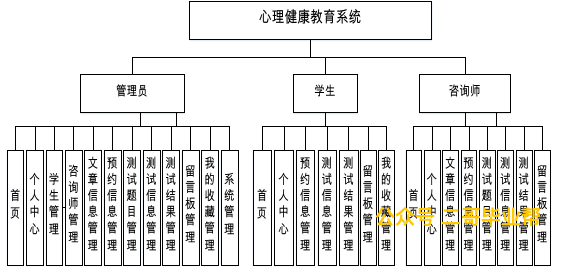 心理健康教育系统
管理员
学生
咨询师
首页
个人中心
学生管理
咨询师管理
文章信息管理
预约信息管理
测试题目管理
测试信息管理
测试结果管理
留言板管理
我的收藏管理
系统管理
首页
个人中心
预约信息管理
测试信息管理
测试结果管理
留言板管理
我的收藏管理
首页
个人中心
文章信息管理
预约信息管理
测试题目管理
测试信息管理
测试结果管理
留言板管理
公众号 二哥毕业帮